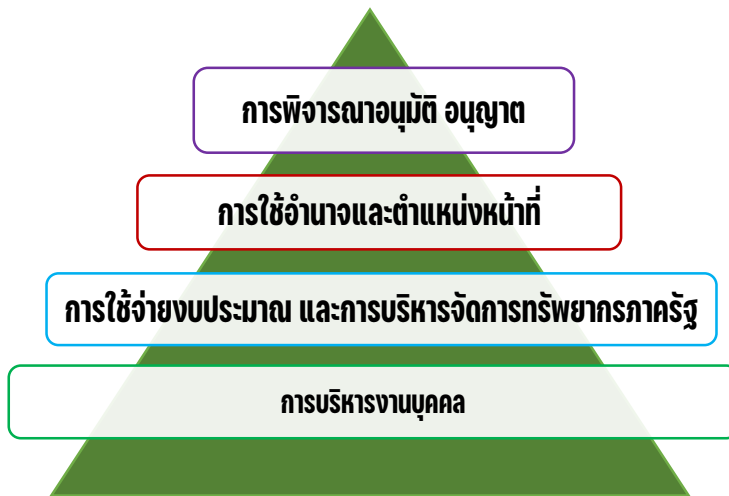 การพิจารณาอนุมัติ อนุญาต
การใช้อำนาจและตำแหน่งหน้าที่
การใช้จ่ายงบประมาณ และการบริหารจัดการทรัพยากรภาครัฐ
การบริหารงานบุคคล